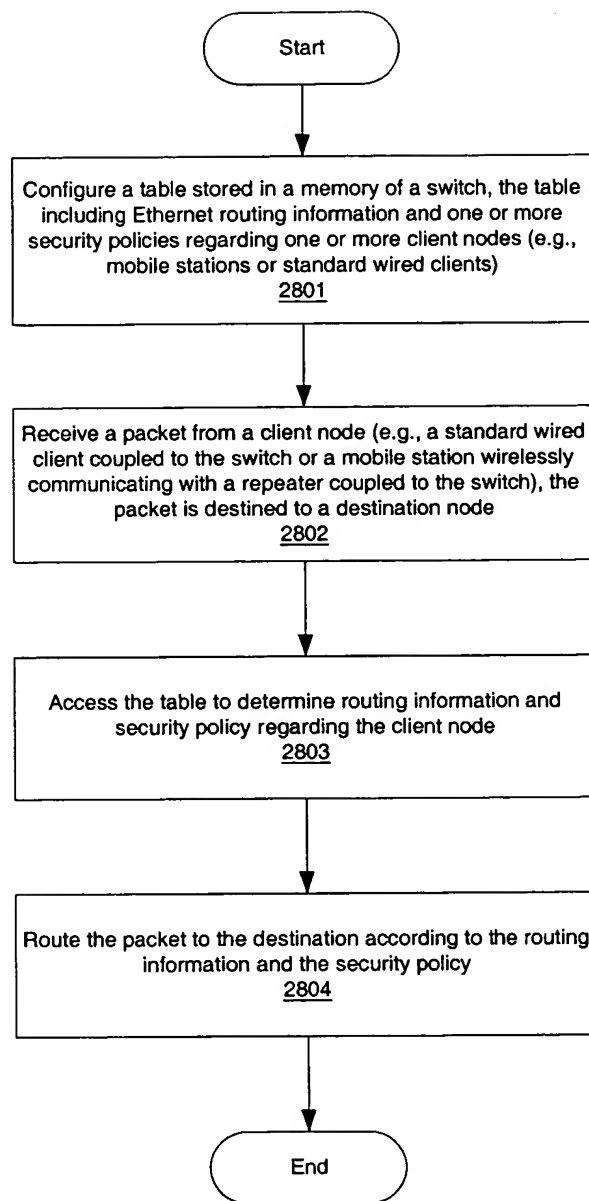 Start
Configure a table stored in a memory of a switch, the table
including Ethernet routing information and one or more
security policies regarding one or more client nodes (e.g.,
mobile stations or standard wired clients)
2801
Receive a packet from a client node (e.g., a standard wired
client coupled to the switch or a mobile station wirelessly
communicating with a repeater coupled to the switch), the
packet is destined to a destination node
2802
Access the table to determine routing information and
security policy regarding the client node
2803
Route the packet to the destination according to the routing
information and the security policy
2804
End